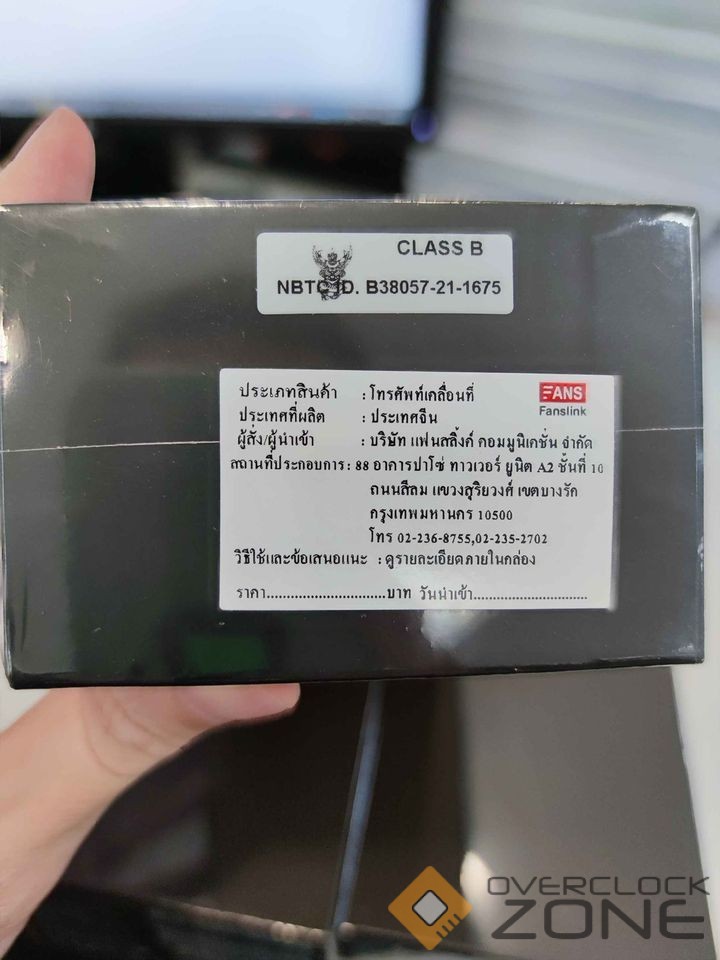 CLASS B
NBTC ID. B38057-21-1675
FANS
Fanslink
ประเภทสินค้า : โทรศัพท์เคลื่อนที่
ประเทศที่ผลิต : ประเทศจีน
ผู้สั่ง/ผู้นำเข้า : บริษัท แฟนสลิ้งค์ คอมมูนิเคชั่น จำกัด
สถานที่ประกอบการ : 88 อาคารปาโซ่ ทาวเวอร์ ยูนิต A2 ชั้นที่ 10
ถนนสีลม แขวงสุริยวงศ์ เขตบางรัก
กรุงเทพมหานคร 10500
โทร 02-236-8755,02-235-2702
วิธีใช้และข้อเสนอแนะ : ดูรายละเอียดภายในกล่อง
ราคา..............................บาท วันนำเข้า.............................
OVERCLOCK
ZONE